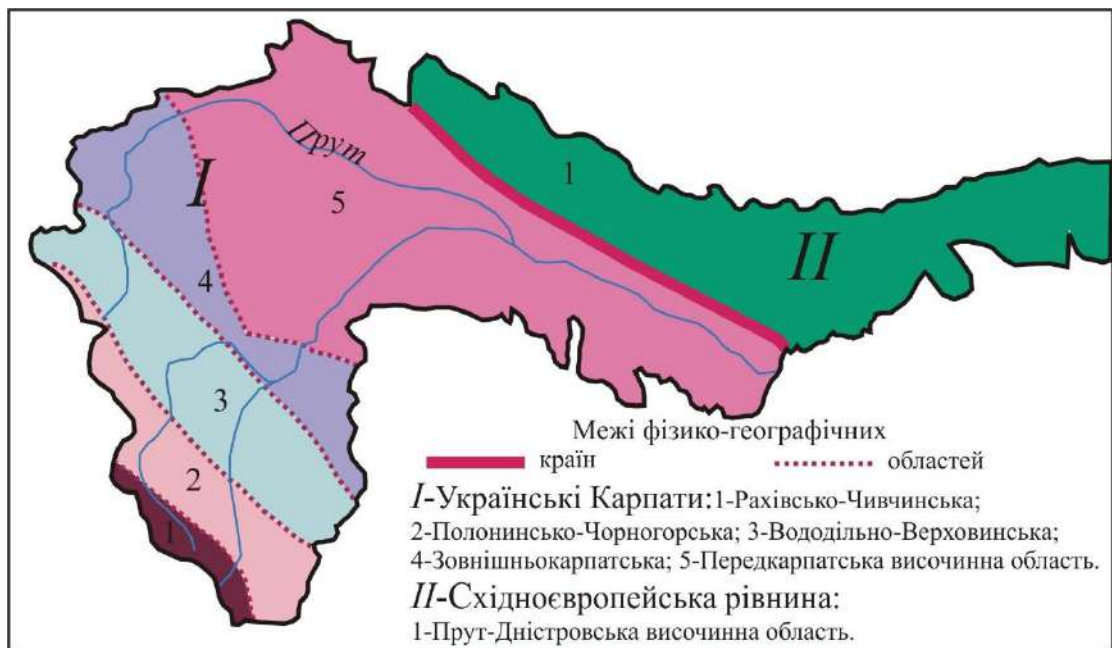 Прут
I
1
5
II
4
3
2
1
Межі фізико-географічних
країн
областей
I-Українські Карпати:1-Рахівсько-Чивчинська;
2-Полонинсько-Чорногорська; 3-Вододільно-Верховинська;
4-Зовнішньокарпатська; 5-Передкарпатська височинна область.
II-Східноєвропейська рівнина:
1-Прут-Дністровська височинна область.